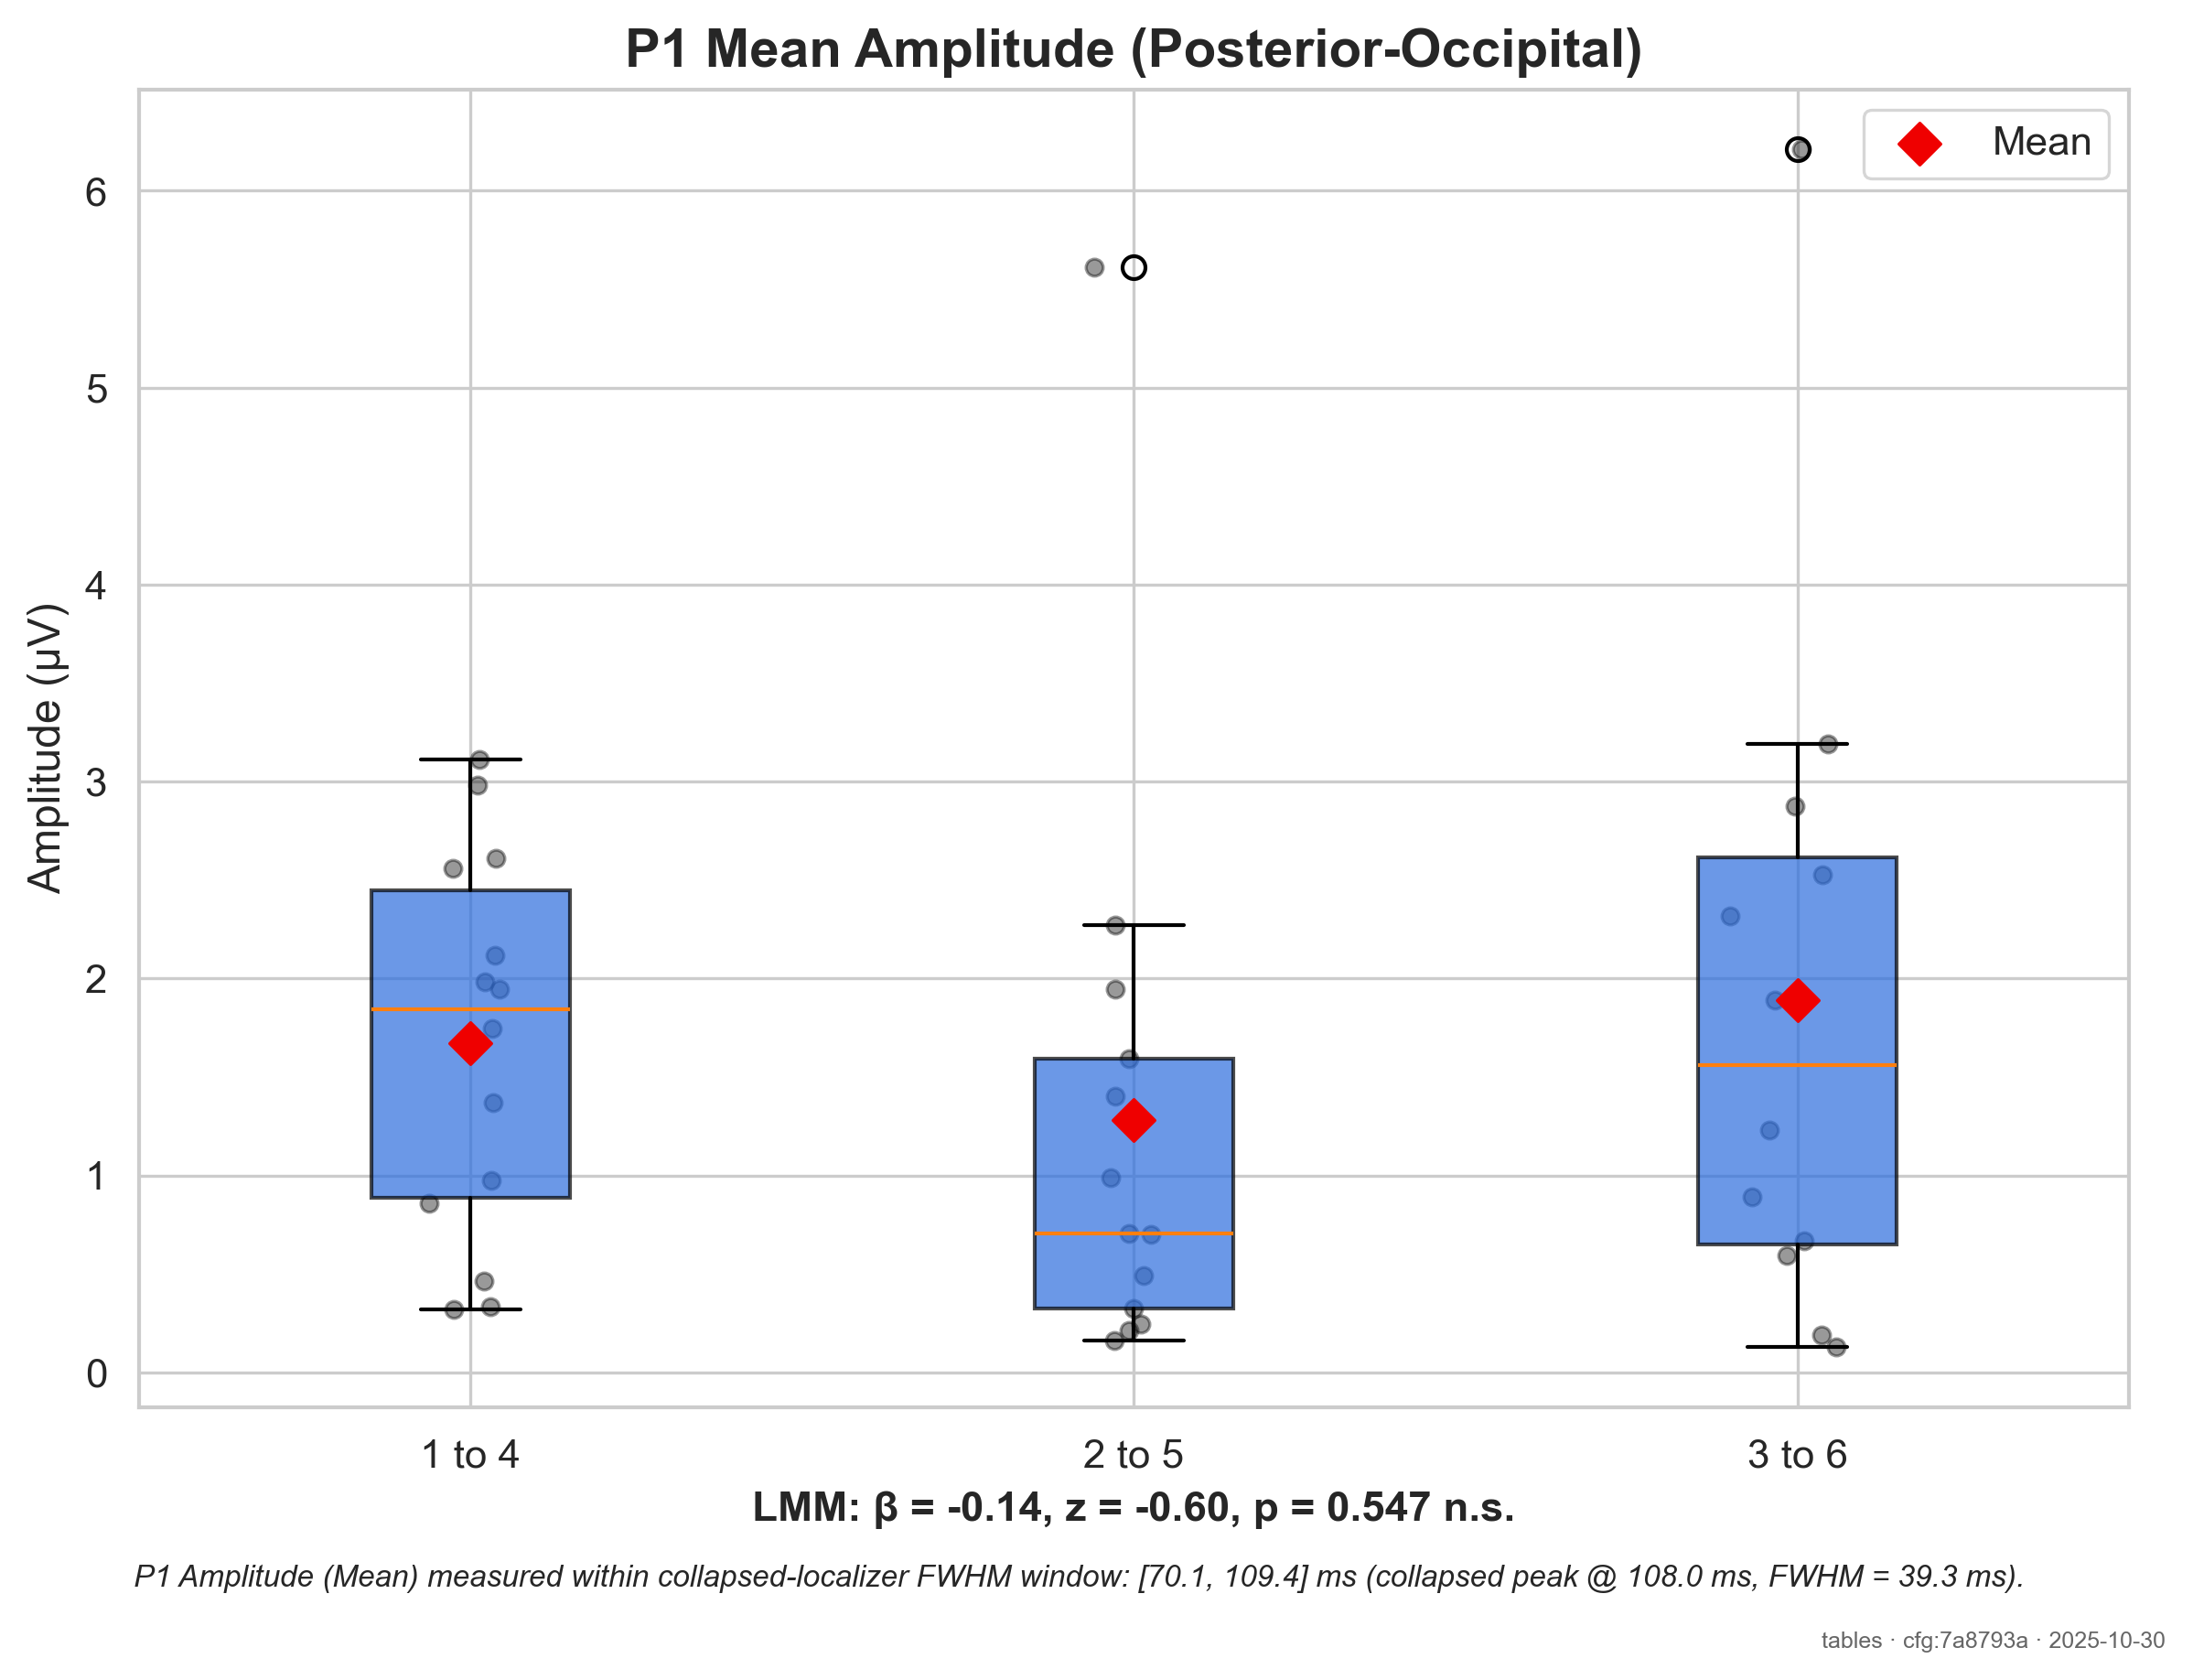 P1 Mean Amplitude (Posterior-Occipital)
Mean
6
5
4
3
2
1
0
Amplitude (µV)
1 to 4
2 to 5
3 to 6
LMM: β = -0.14, z = -0.60, p = 0.547 n.s.
P1 Amplitude (Mean) measured within collapsed-localizer FWHM window: [70.1, 109.4] ms (collapsed peak @ 108.0 ms, FWHM = 39.3 ms).
tables · cfg:7a8793a · 2025-10-30